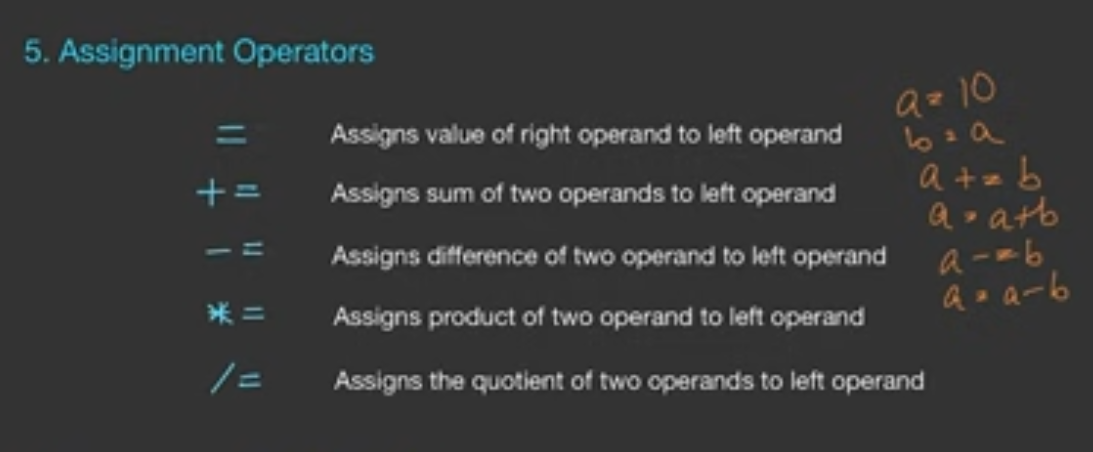 5. Assignment Operators
a = 10
= Assigns value of right operand to left operand
b = a
+= Assigns sum of two operands to left operand
a += b
a = a+b
-= Assigns difference of two operand to left operand
a -= b
a = a-b
*= Assigns product of two operand to left operand
/= Assigns the quotient of two operands to left operand